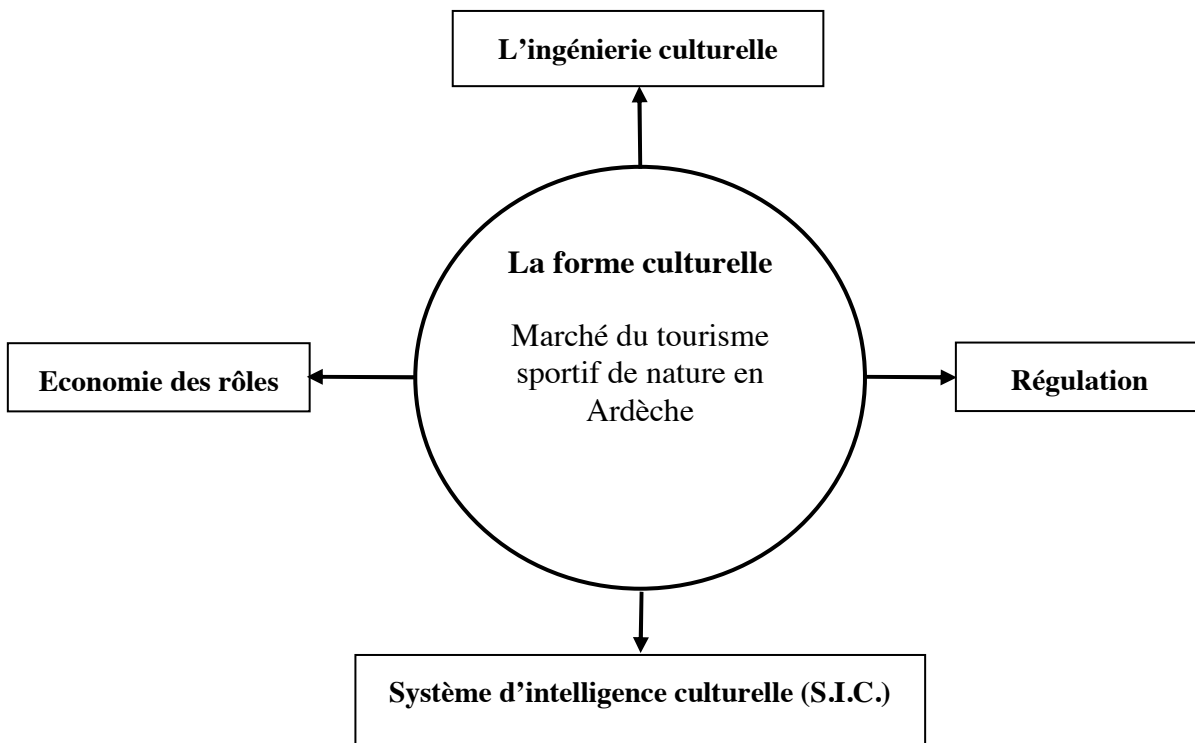 L’ingénierie culturelle
La forme culturelle
Marché du tourisme
sportif de nature en
Ardèche
Economie des rôles
Régulation
Système d’intelligence culturelle (S.I.C.)